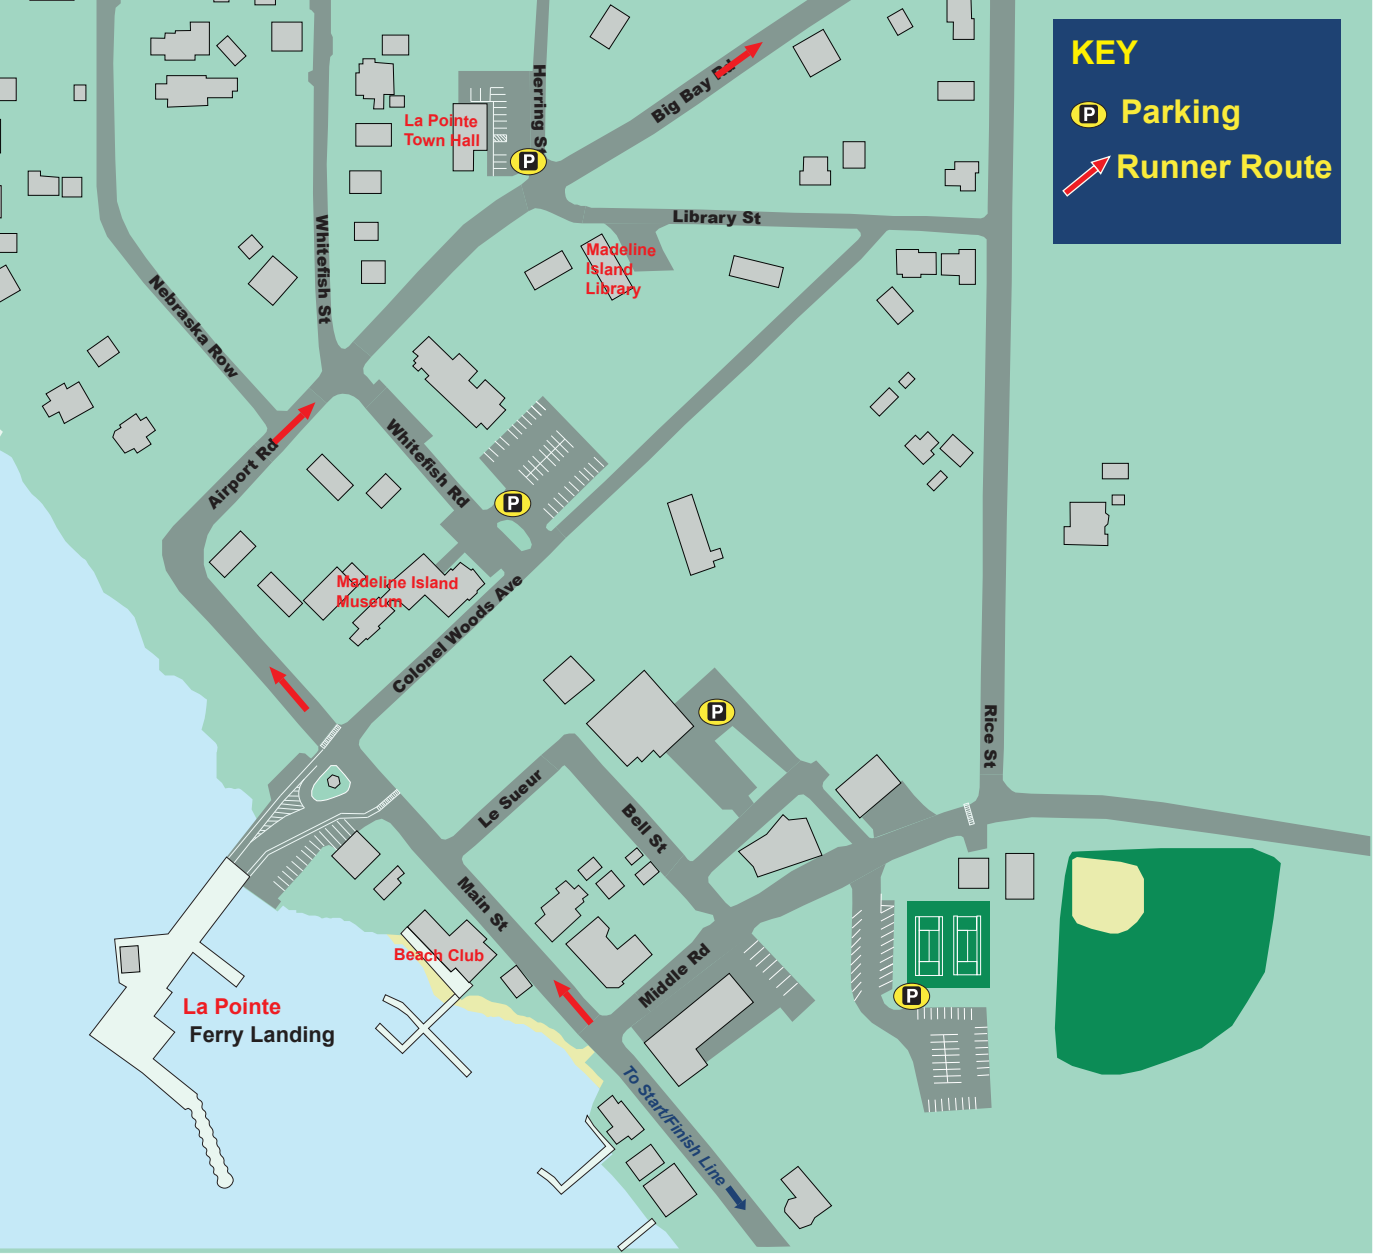 KEY
P Parking
Runner Route
Herring St
Big Bay Rd
La Pointe
Town Hall
P
Library St
Whitefish St
Madeline
Island
Library
Nebraska Row
Airport Rd
Whitefish Rd
P
Madeline Island
Museum
Colonel Woods Ave
P
Rice St
Le Sueur
Bell St
Main St
Beach Club
Middle Rd
P
La Pointe
Ferry Landing
To Start/Finish Line